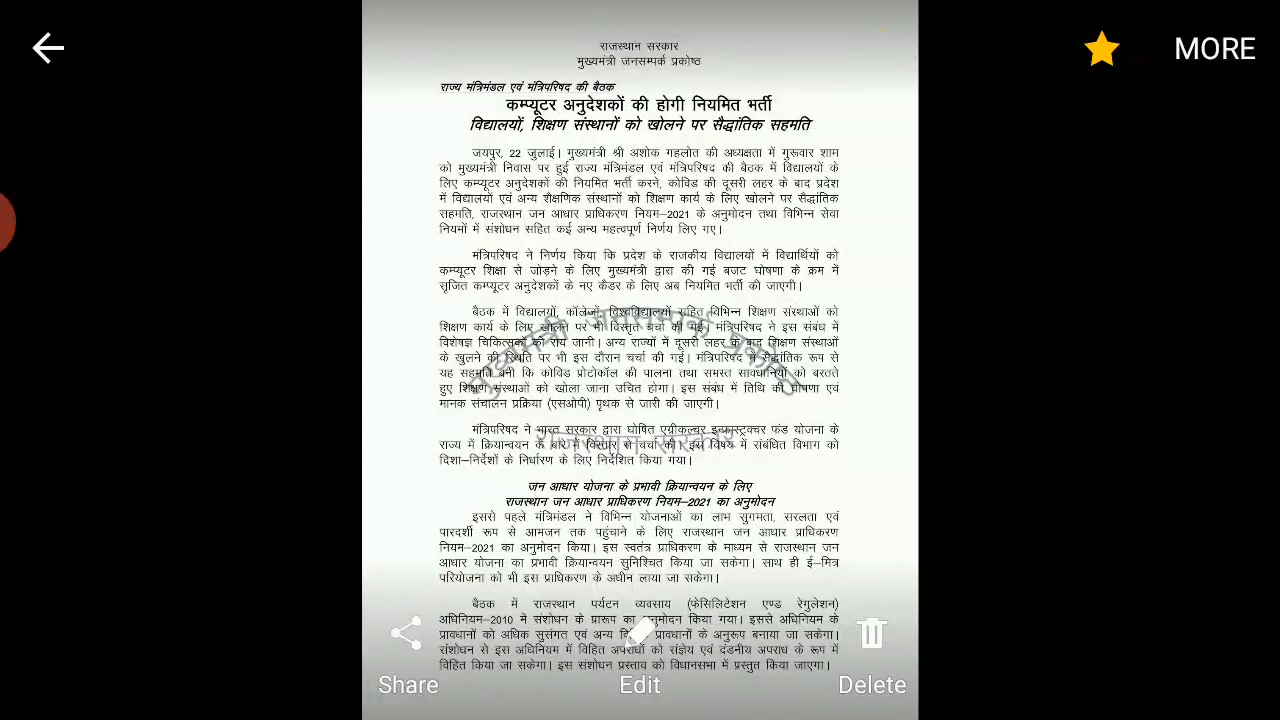 MORE
राजस्थान सरकार
मुख्यमंत्री जनसम्पर्क प्रकोष्ठ
राज्य मंत्रिमंडल एवं मंत्रिपरिषद की बैठक
कम्प्यूटर अनुदेशकों की होगी नियमित भर्ती
विद्यालयों, शिक्षण संस्थानों को खोलने पर सैद्धांतिक सहमति
जयपुर, 22 जुलाई। मुख्यमंत्री श्री अशोक गहलोत की अध्यक्षता में गुरूवार शाम
को मुख्यमंत्री निवास पर हुई राज्य मंत्रिमंडल एवं मंत्रिपरिषद की बैठक में विद्यालयों के
लिए कम्प्यूटर अनुदेशकों की नियमित भर्ती करने, कोविड की दूसरी लहर के बाद प्रदेश
में विद्यालयों एवं अन्य शैक्षणिक संस्थानों को शिक्षण कार्य के लिए खोलने पर सैद्धांतिक
सहमति, राजस्थान जन आधार प्राधिकरण नियम–2021 के अनुमोदन तथा विभिन्न सेवा
नियमों में संशोधन सहित कई अन्य महत्वपूर्ण निर्णय लिए गए।
मंत्रिपरिषद ने निर्णय किया कि प्रदेश के राजकीय विद्यालयों में विद्यार्थियों को
कम्प्यूटर शिक्षा से जोड़ने के लिए मुख्यमंत्री द्वारा की गई बजट घोषणा के क्रम में
सृजित कम्प्यूटर अनुदेशकों के नए कैडर के लिए अब नियमित भर्ती की जाएगी।
बैठक में विद्यालयों, कॉलेजों, विश्वविद्यालयों सहित विभिन्न शिक्षण संस्थाओं को
शिक्षण कार्य के लिए खोलने पर भी विस्तृत चर्चा की गई। मंत्रिपरिषद ने इस संबंध में
विशेषज्ञ चिकित्सकों की राय जानी। अन्य राज्यों में दूसरी लहर के बाद शिक्षण संस्थाओं
के खुलने की स्थिति पर भी इस दौरान चर्चा की गई। मंत्रिपरिषद में सैद्धांतिक रूप से
यह सहमति बनी कि कोविड प्रोटोकॉल की पालना तथा समस्त सावधानियों को बरतते
हुए शिक्षण संस्थाओं को खोला जाना उचित होगा। इस संबंध में तिथि की घोषणा एवं
मानक संचालन प्रक्रिया (एसओपी) पृथक से जारी की जाएगी।
मंत्रिपरिषद ने भारत सरकार द्वारा घोषित एग्रीकल्चर इन्फ्रास्ट्रक्चर फंड योजना के
राज्य में क्रियान्वयन के बारे में विस्तार से चर्चा की। इस विषय में संबंधित विभाग को
दिशा–निर्देशों के निर्धारण के लिए निर्देशित किया गया।
मुख्यमंत्री जनसम्पर्क प्रकोष्ठ
राजस्थान सरकार
जन आधार योजना के प्रभावी क्रियान्वयन के लिए
राजस्थान जन आधार प्राधिकरण नियम–2021 का अनुमोदन
इससे पहले मंत्रिमंडल ने विभिन्न योजनाओं का लाभ सुगमता, सरलता एवं
पारदर्शी रूप से आमजन तक पहुंचाने के लिए राजस्थान जन आधार प्राधिकरण
नियम–2021 का अनुमोदन किया। इस स्वतंत्र प्राधिकरण के माध्यम से राजस्थान जन
आधार योजना का प्रभावी क्रियान्वयन सुनिश्चित किया जा सकेगा। साथ ही ई–मित्र
परियोजना को भी इस प्राधिकरण के अधीन लाया जा सकेगा।
बैठक में राजस्थान पर्यटन व्यवसाय (फेसिलिटेशन एण्ड रेगुलेशन)
अधिनियम–2010 में संशोधन के प्रारूप का अनुमोदन किया गया। इससे अधिनियम के
प्रावधानों को अधिक सुसंगत एवं अन्य प्रावधानों के अनुरूप बनाया जा सकेगा।
संशोधन से इस अधिनियम में विहित अपराधों को संज्ञेय एवं दंडनीय अपराध के रूप में
विहित किया जा सकेगा। इस संशोधन प्रस्ताव को विधानसभा में प्रस्तुत किया जाएगा।
Share
Edit
Delete